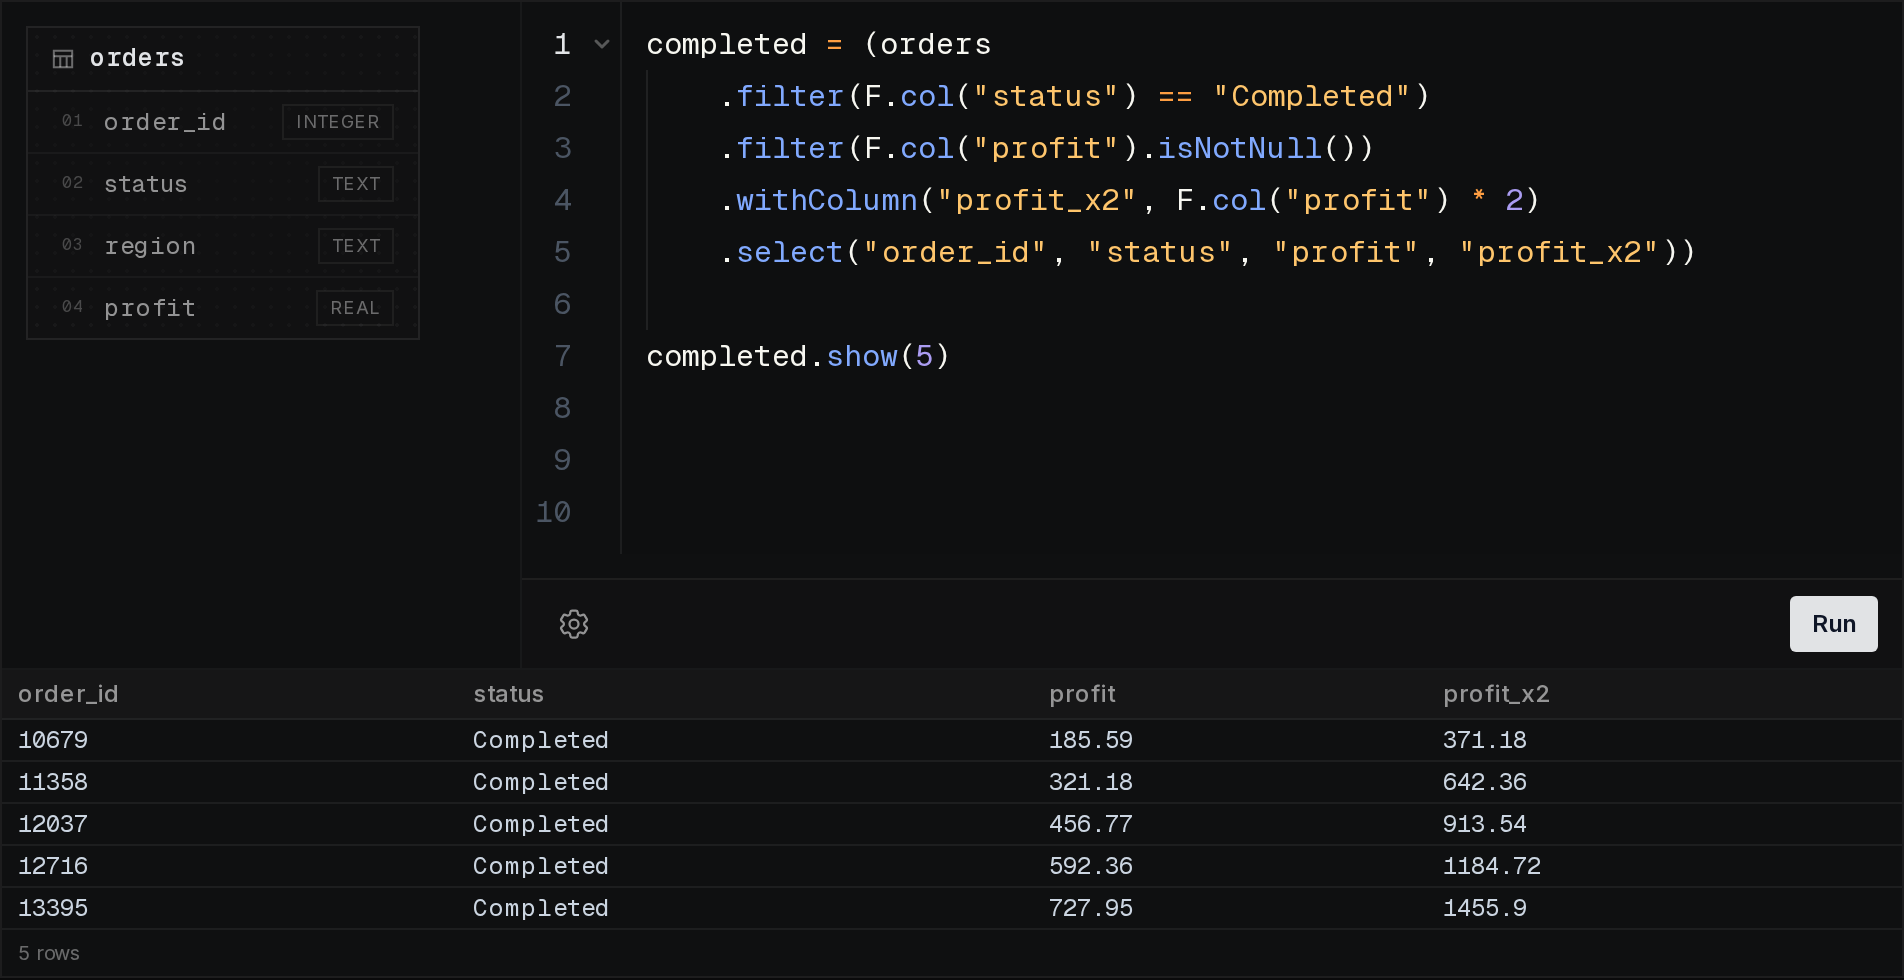 orders
01 order_id INTEGER
02 status TEXT
03 region TEXT
04 profit REAL
1 completed = (orders
2     .filter(F.col("status") == "Completed")
3     .filter(F.col("profit").isNotNull())
4     .withColumn("profit_x2", F.col("profit") * 2)
5     .select("order_id", "status", "profit", "profit_x2"))
6
7 completed.show(5)
8
9
10
Run
order_id status profit profit_x2
10679 Completed 185.59 371.18
11358 Completed 321.18 642.36
12037 Completed 456.77 913.54
12716 Completed 592.36 1184.72
13395 Completed 727.95 1455.9
5 rows